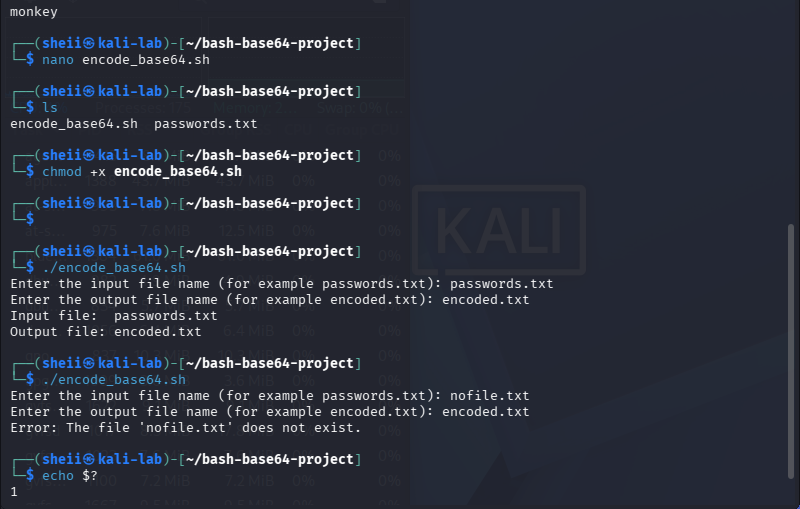 monkey
┌──(sheii㉿kali-lab)-[~/bash-base64-project]
└─$ nano encode_base64.sh
┌──(sheii㉿kali-lab)-[~/bash-base64-project]
└─$ ls
encode_base64.sh  passwords.txt
┌──(sheii㉿kali-lab)-[~/bash-base64-project]
└─$ chmod +x encode_base64.sh
┌──(sheii㉿kali-lab)-[~/bash-base64-project]
└─$
┌──(sheii㉿kali-lab)-[~/bash-base64-project]
└─$ ./encode_base64.sh
Enter the input file name (for example passwords.txt): passwords.txt
Enter the output file name (for example encoded.txt): encoded.txt
Input file:  passwords.txt
Output file: encoded.txt
┌──(sheii㉿kali-lab)-[~/bash-base64-project]
└─$ ./encode_base64.sh
Enter the input file name (for example passwords.txt): nofile.txt
Enter the output file name (for example encoded.txt): encoded.txt
Error: The file 'nofile.txt' does not exist.
┌──(sheii㉿kali-lab)-[~/bash-base64-project]
└─$ echo $?
1
KALI